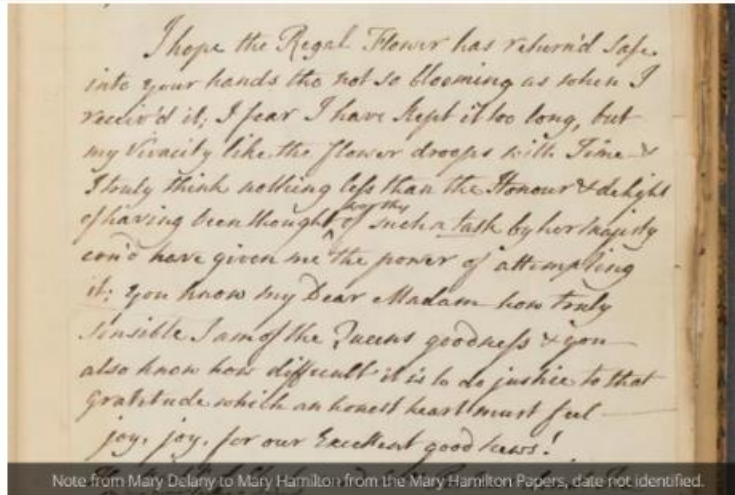 I hope the Regal Flower has return'd safe
into your hands tho not so blooming as when I
receiv'd it; I fear I have kept it too long, but
my Vivacity like the flower droops with Time &
I truly think nothing less than the Honour & delight
of having been thought worthy of such a task by her Majesty
cou'd have given me the power of attempting
it; you know my Dear Madam how truly
sensible I am of the Queens goodness & you
also know how difficult it is to do justice to that
gratitude which an honest heart must feel
joy, joy, for our Excellent good news!
Note from Mary Delany to Mary Hamilton from the Mary Hamilton Papers, date not identified.